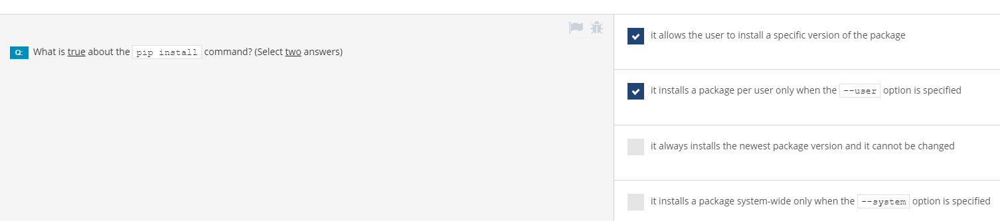 Q: What is true about the pip install command? (Select two answers)
it allows the user to install a specific version of the package
it installs a package per user only when the --user option is specified
it always installs the newest package version and it cannot be changed
it installs a package system-wide only when the --system option is specified